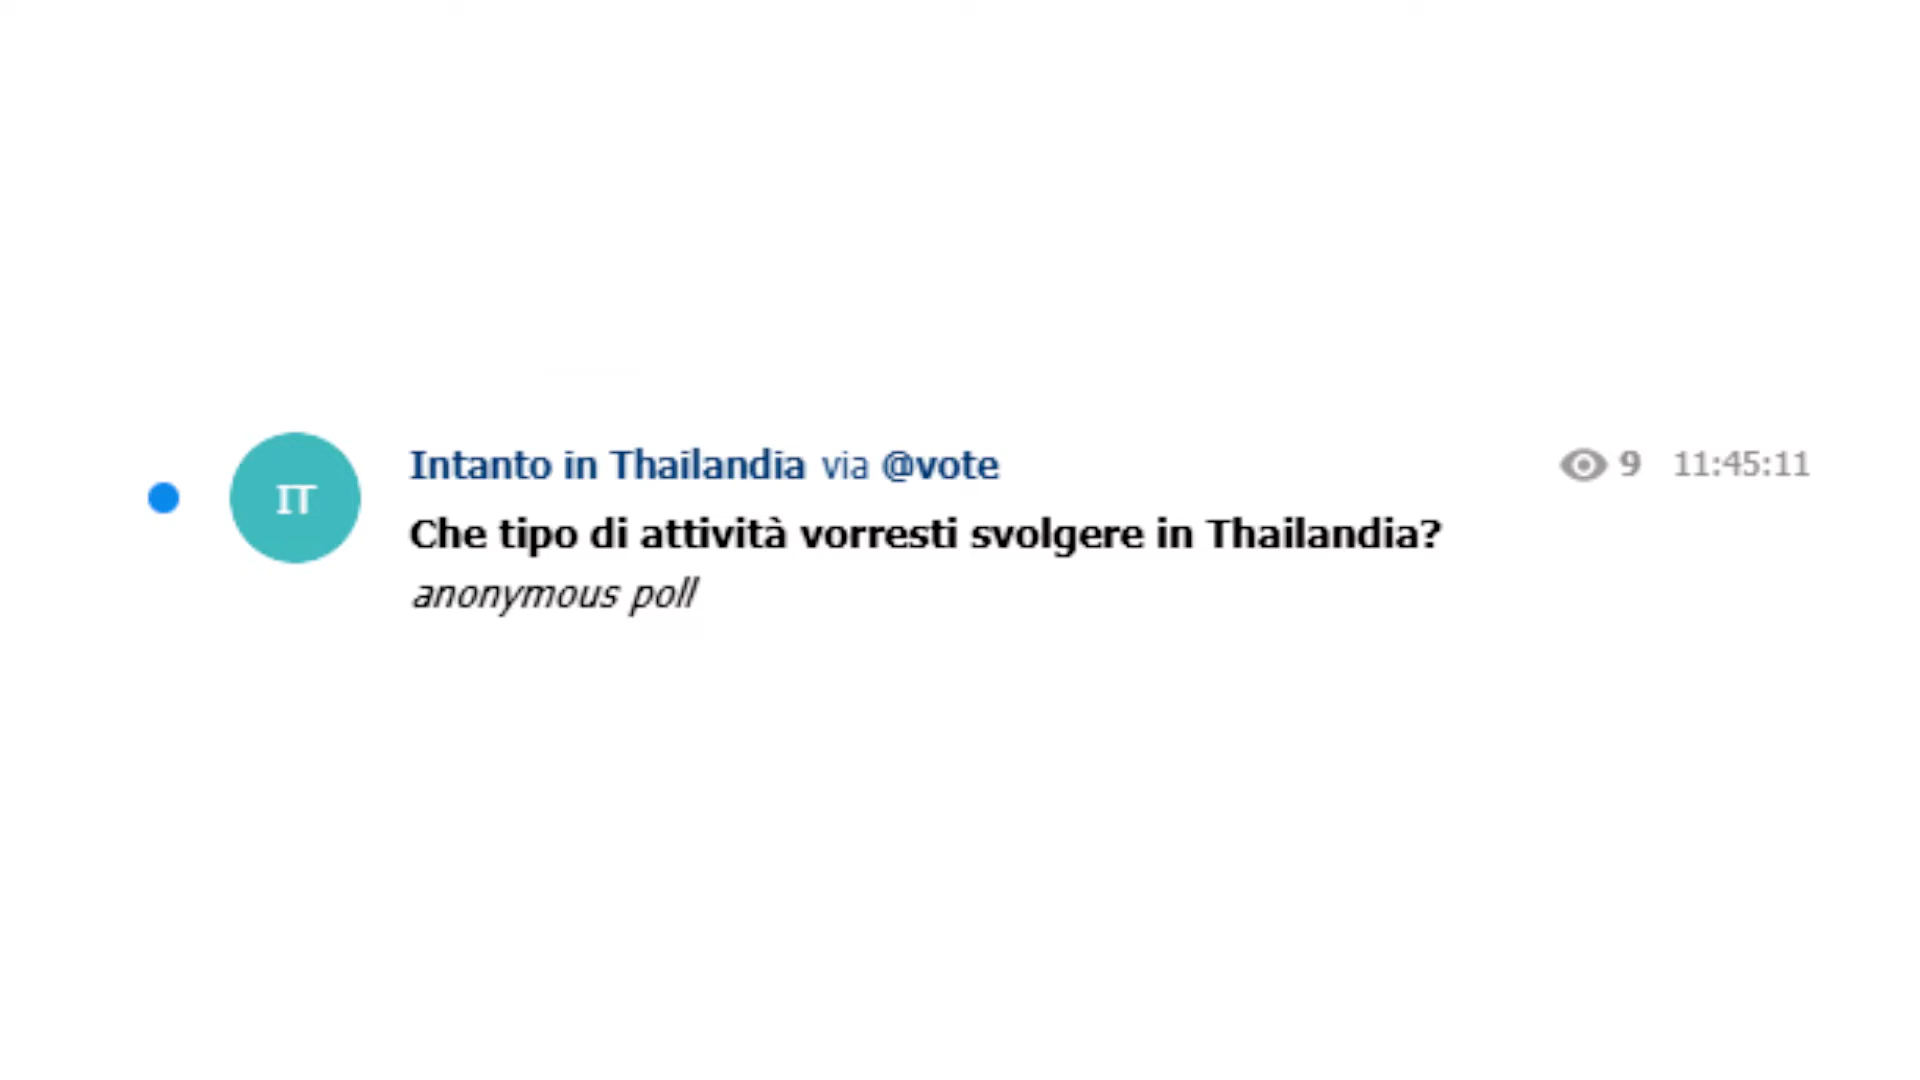 IT
Intanto in Thailandia via @vote
9 11:45:11
Che tipo di attività vorresti svolgere in Thailandia?
anonymous poll